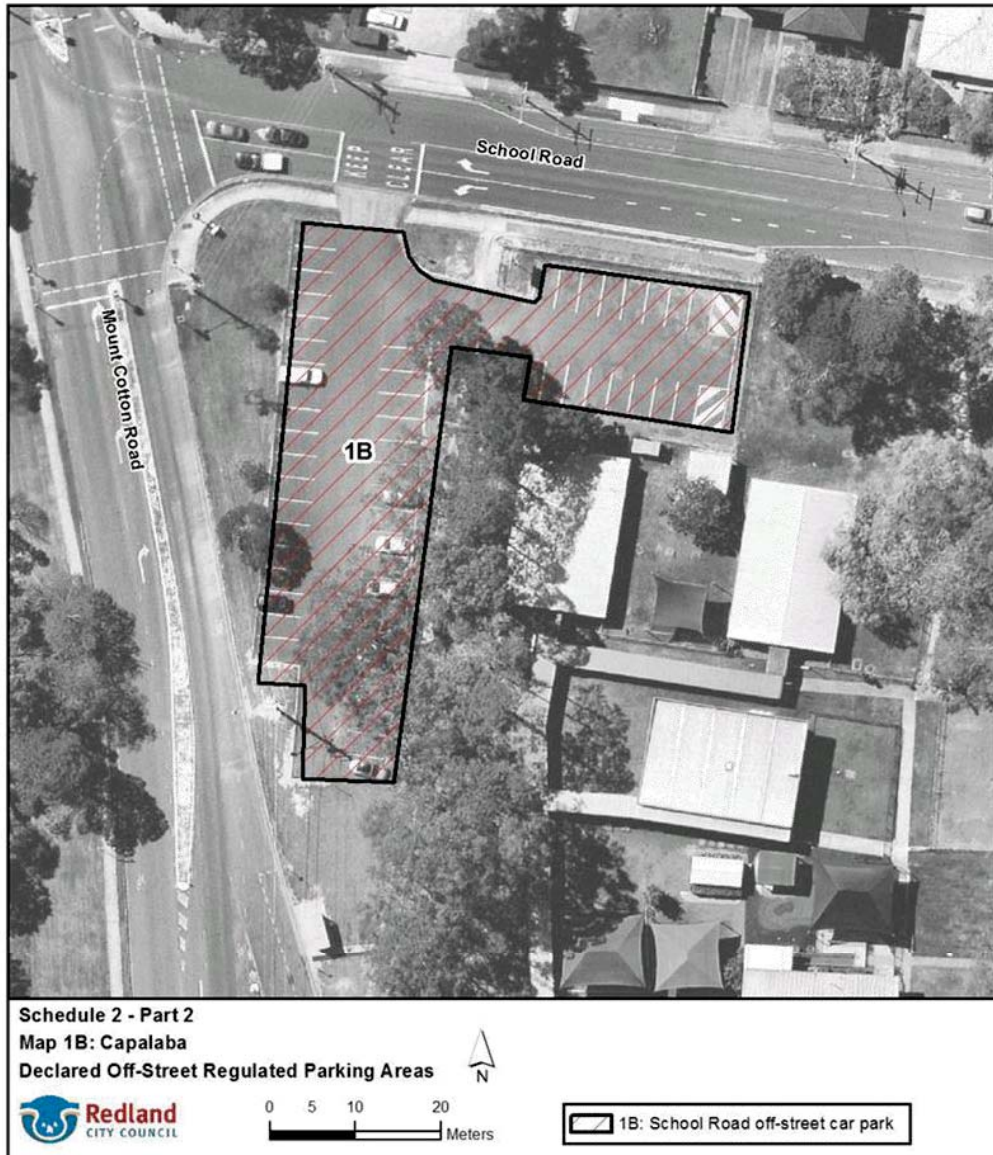 School Road
KEEP
CLEAR
Mount Cotton Road
1B
Schedule 2 - Part 2
Map 1B: Capalaba
Declared Off-Street Regulated Parking Areas
N
Redland
CITY COUNCIL
0 5 10 20
Meters
1B: School Road off-street car park